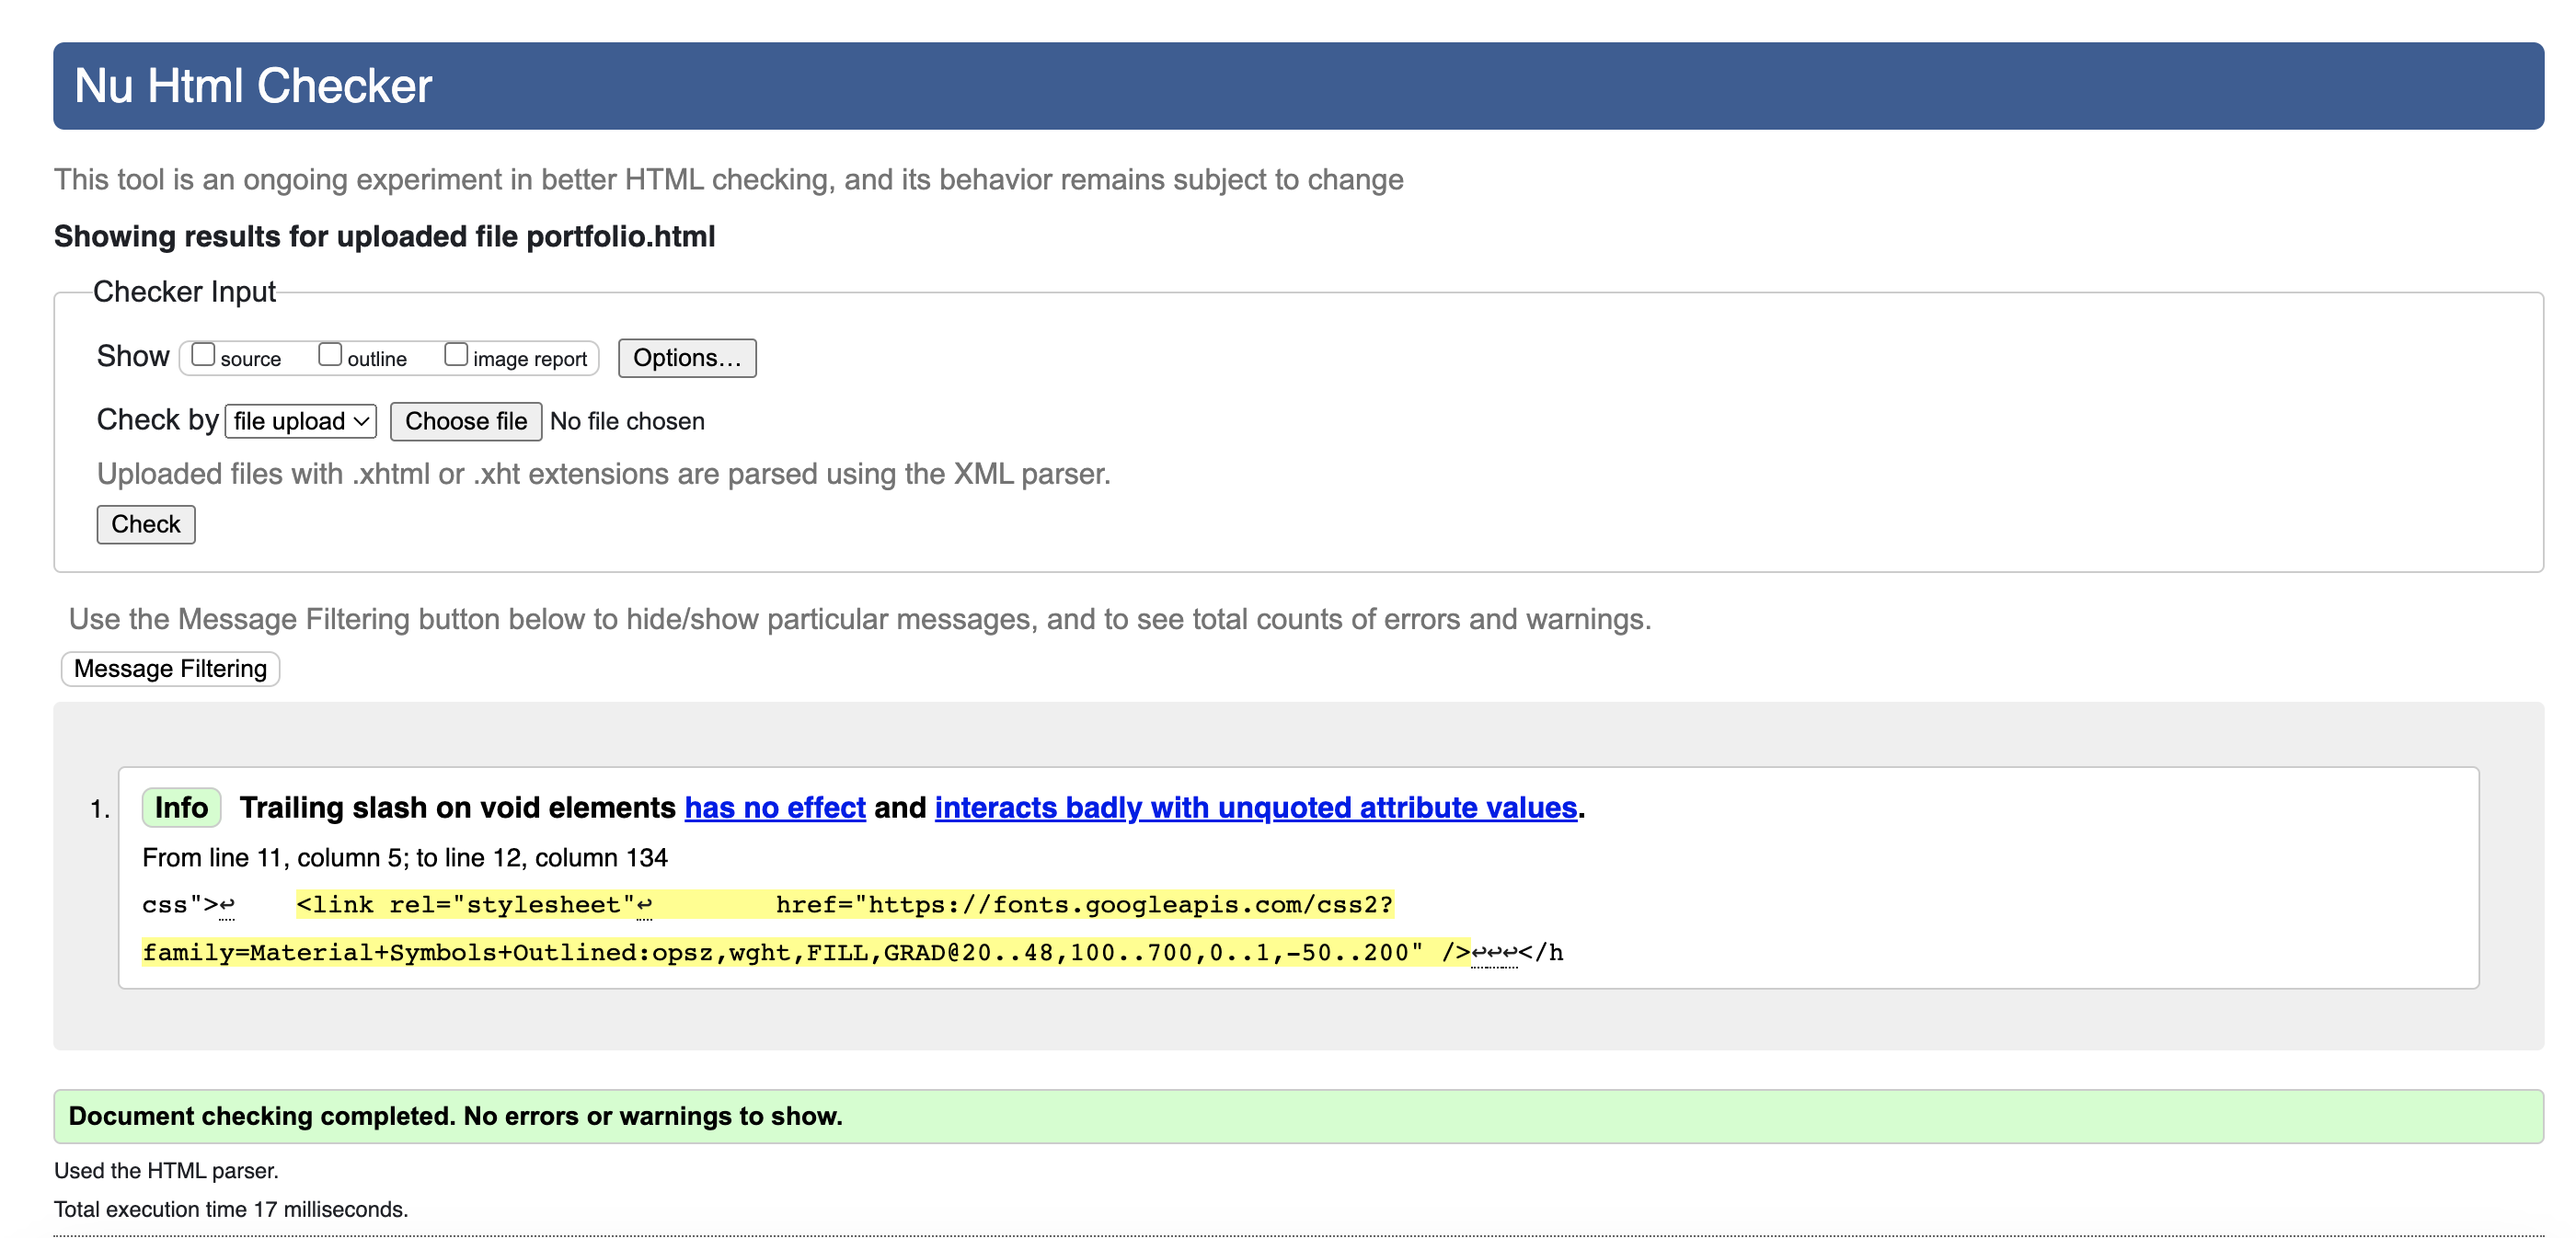 Nu Html Checker
This tool is an ongoing experiment in better HTML checking, and its behavior remains subject to change
Showing results for uploaded file portfolio.html
Checker Input
Show source outline image report Options...
Check by file upload Choose file No file chosen
Uploaded files with .xhtml or .xht extensions are parsed using the XML parser.
Check
Use the Message Filtering button below to hide/show particular messages, and to see total counts of errors and warnings.
Message Filtering
1. Info Trailing slash on void elements has no effect and interacts badly with unquoted attribute values.
From line 11, column 5; to line 12, column 134
css">↩ <link rel="stylesheet"↩ href="https://fonts.googleapis.com/css2?
family=Material+Symbols+Outlined:opsz,wght,FILL,GRAD@20..48,100..700,0..1,-50..200" />↩↩↩</h
Document checking completed. No errors or warnings to show.
Used the HTML parser.
Total execution time 17 milliseconds.